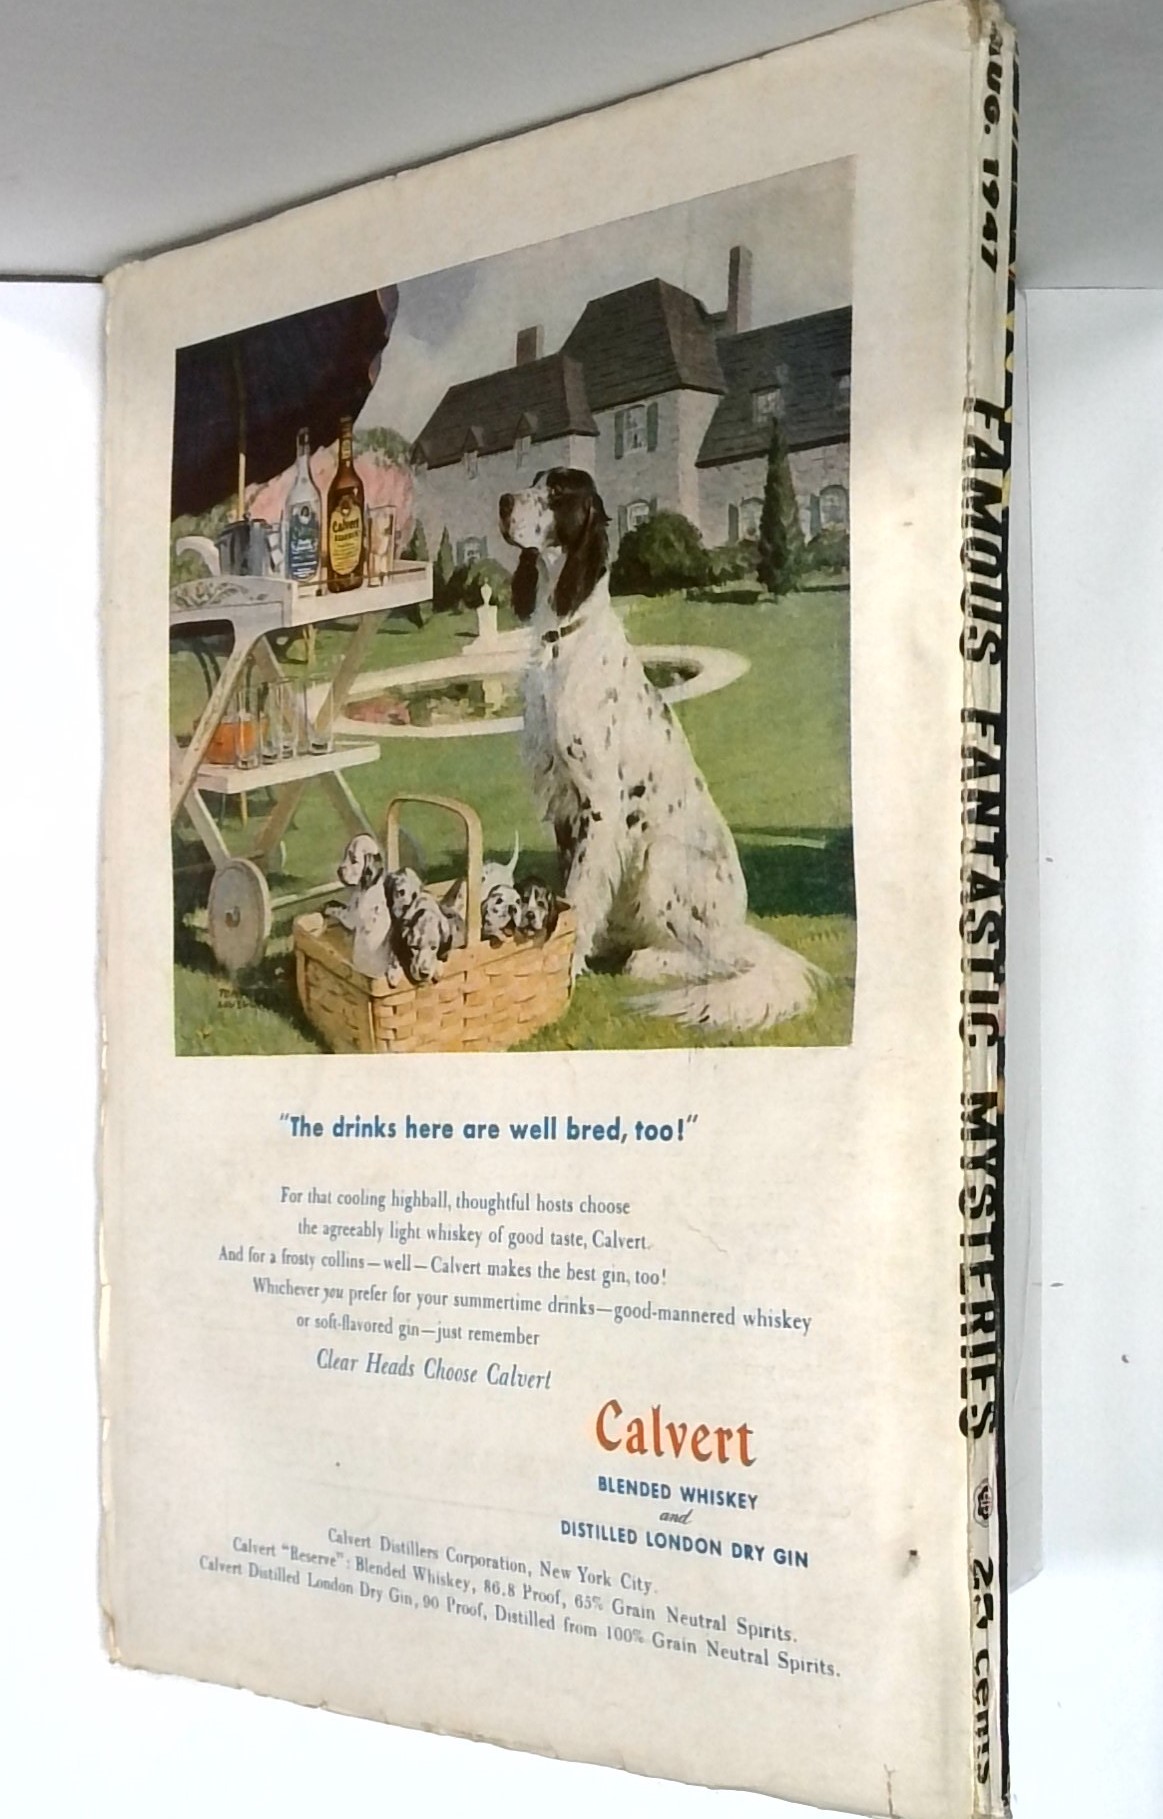 AUG. 1947
FAMOUS FANTASTIC MYSTERIES
Calvert
RESERVE
"The drinks here are well bred, too!"
For that cooling highball, thoughtful hosts choose
the agreeably light whiskey of good taste, Calvert.
And for a frosty collins—well—Calvert makes the best gin, too!
Whichever you prefer for your summertime drinks—good-mannered whiskey
or soft-flavored gin—just remember
Clear Heads Choose Calvert
Calvert
BLENDED WHISKEY
and
DISTILLED LONDON DRY GIN
Calvert Distillers Corporation, New York City.
Calvert "Reserve": Blended Whiskey, 86.8 Proof, 65% Grain Neutral Spirits.
Calvert Distilled London Dry Gin, 90 Proof, Distilled from 100% Grain Neutral Spirits.